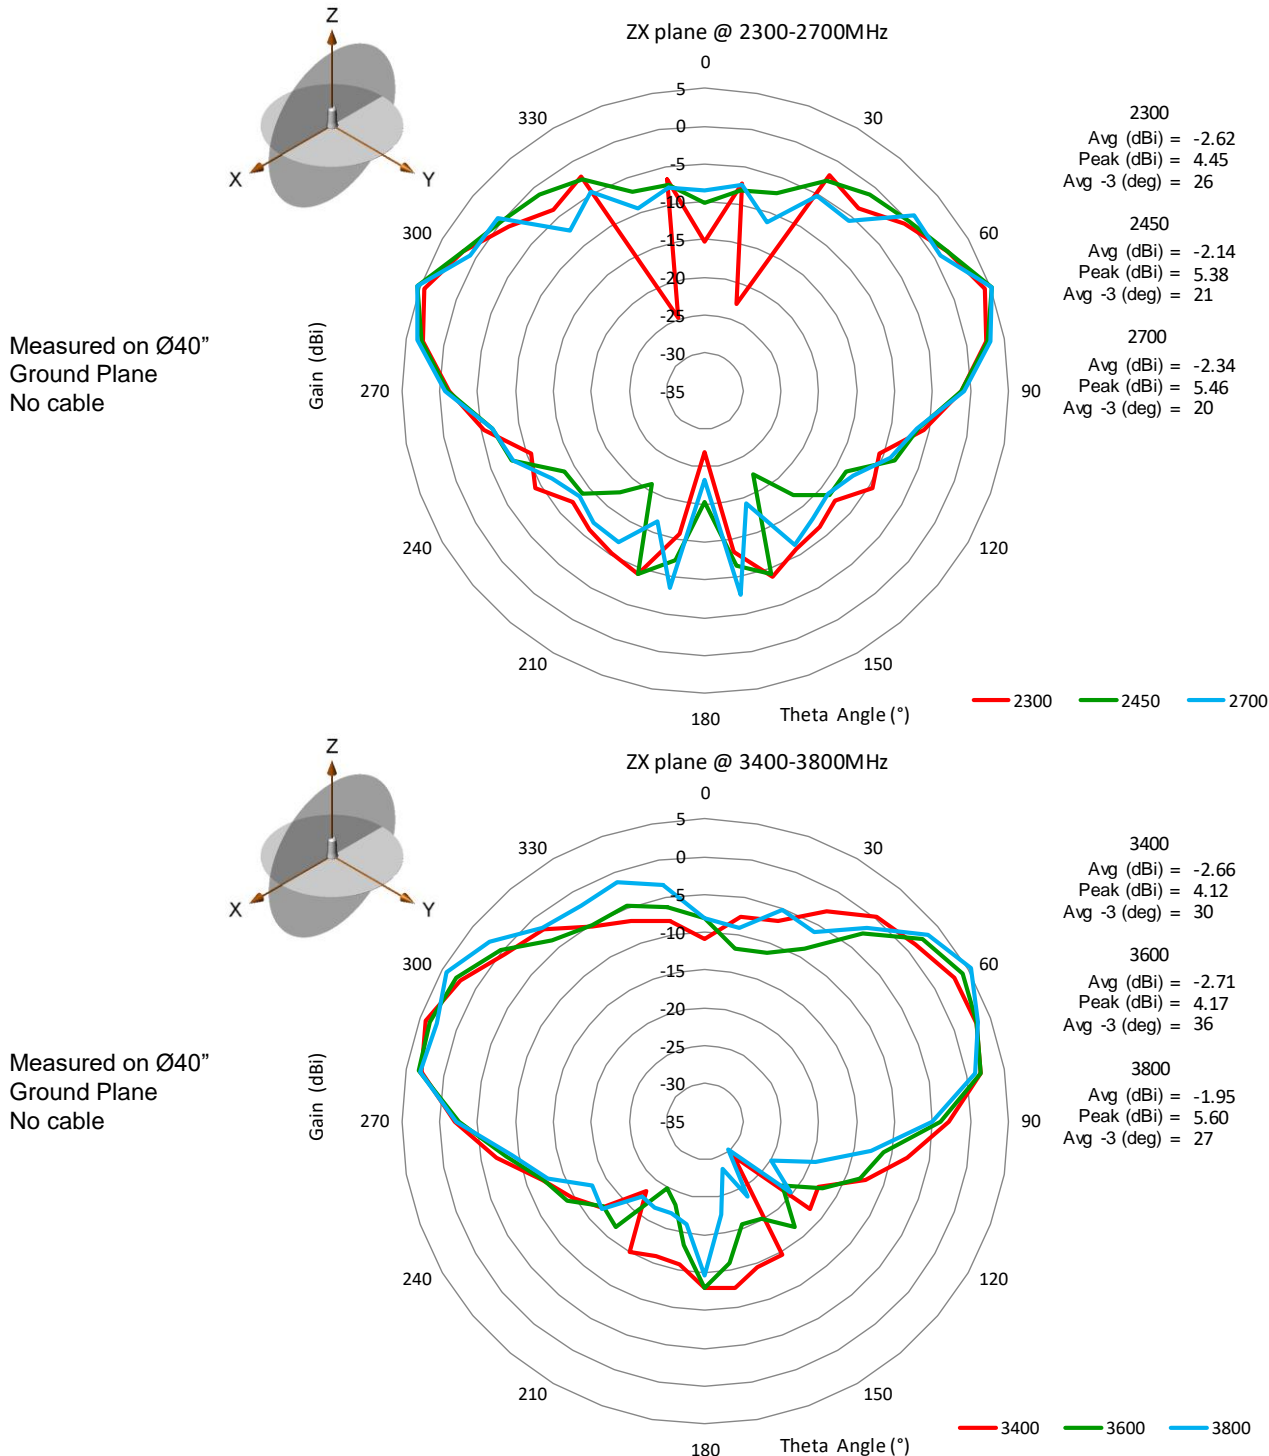 Z
X
Y
ZX plane @ 2300-2700MHz
0
30
60
90
120
150
180
210
240
270
300
330
5
0
-5
-10
-15
-20
-25
-30
-35
Gain (dBi)
Theta Angle (°)
Measured on Ø40”
Ground Plane
No cable
2300
Avg (dBi) = -2.62
Peak (dBi) = 4.45
Avg -3 (deg) = 26
2450
Avg (dBi) = -2.14
Peak (dBi) = 5.38
Avg -3 (deg) = 21
2700
Avg (dBi) = -2.34
Peak (dBi) = 5.46
Avg -3 (deg) = 20
2300 2450 2700
Z
X
Y
ZX plane @ 3400-3800MHz
0
30
60
90
120
150
180
210
240
270
300
330
5
0
-5
-10
-15
-20
-25
-30
-35
Gain (dBi)
Theta Angle (°)
Measured on Ø40”
Ground Plane
No cable
3400
Avg (dBi) = -2.66
Peak (dBi) = 4.12
Avg -3 (deg) = 30
3600
Avg (dBi) = -2.71
Peak (dBi) = 4.17
Avg -3 (deg) = 36
3800
Avg (dBi) = -1.95
Peak (dBi) = 5.60
Avg -3 (deg) = 27
3400 3600 3800